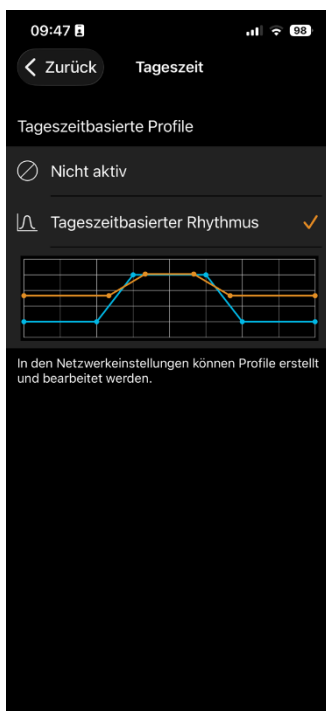 09:47
98
Zurück
Tageszeit
Tageszeitbasierte Profile
Nicht aktiv
Tageszeitbasierter Rhythmus
In den Netzwerkeinstellungen können Profile erstellt
und bearbeitet werden.